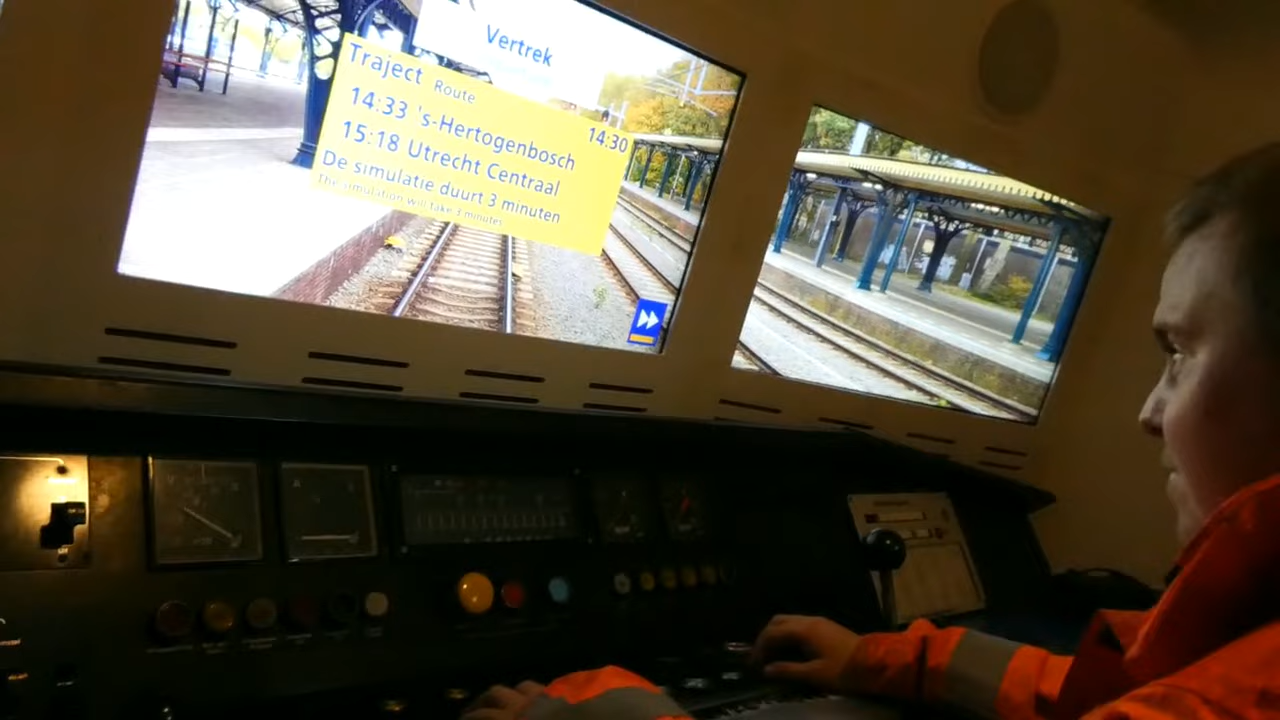 Vertrek
Traject Route
14:30
14:33 's-Hertogenbosch
15:18 Utrecht Centraal
De simulatie duurt 3 minuten
The simulation will take 3 minutes